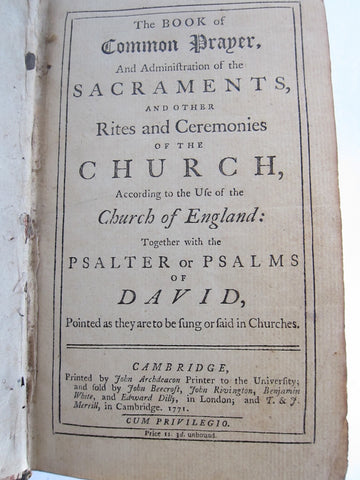 The BOOK of
Common Prayer,
And Adminiſtration of the
SACRAMENTS,
AND OTHER
Rites and Ceremonies
OF THE
CHURCH,
According to the Uſe of the
Church of England:
Together with the
PSALTER or PSALMS
OF
DAVID,
Pointed as they are to be ſung or ſaid in Churches.
CAMBRIDGE,
Printed by John Archdeacon Printer to the Univerſity;
and ſold by John Beecroft, John Rivington, Benjamin
White, and Edward Dilly, in London; and T. & J.
Merrill, in Cambridge. 1771.
CUM PRIVILEGIO.
Price 1s. 3d. unbound.